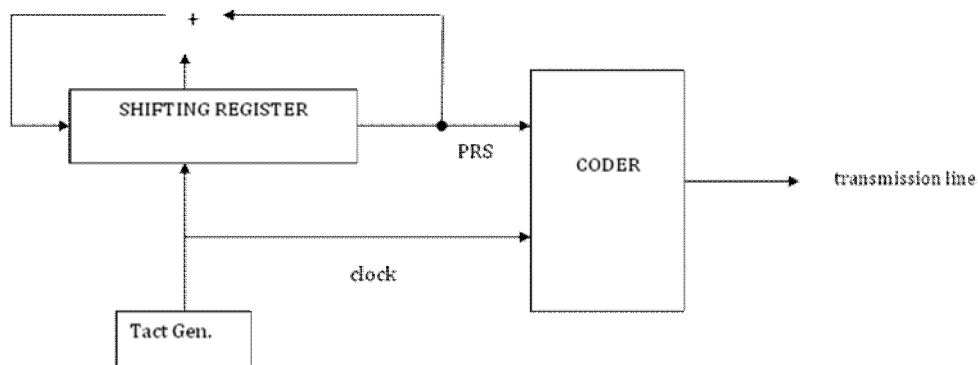 +
SHIFTING REGISTER
PRS
CODER
transmission line
clock
Tact Gen.